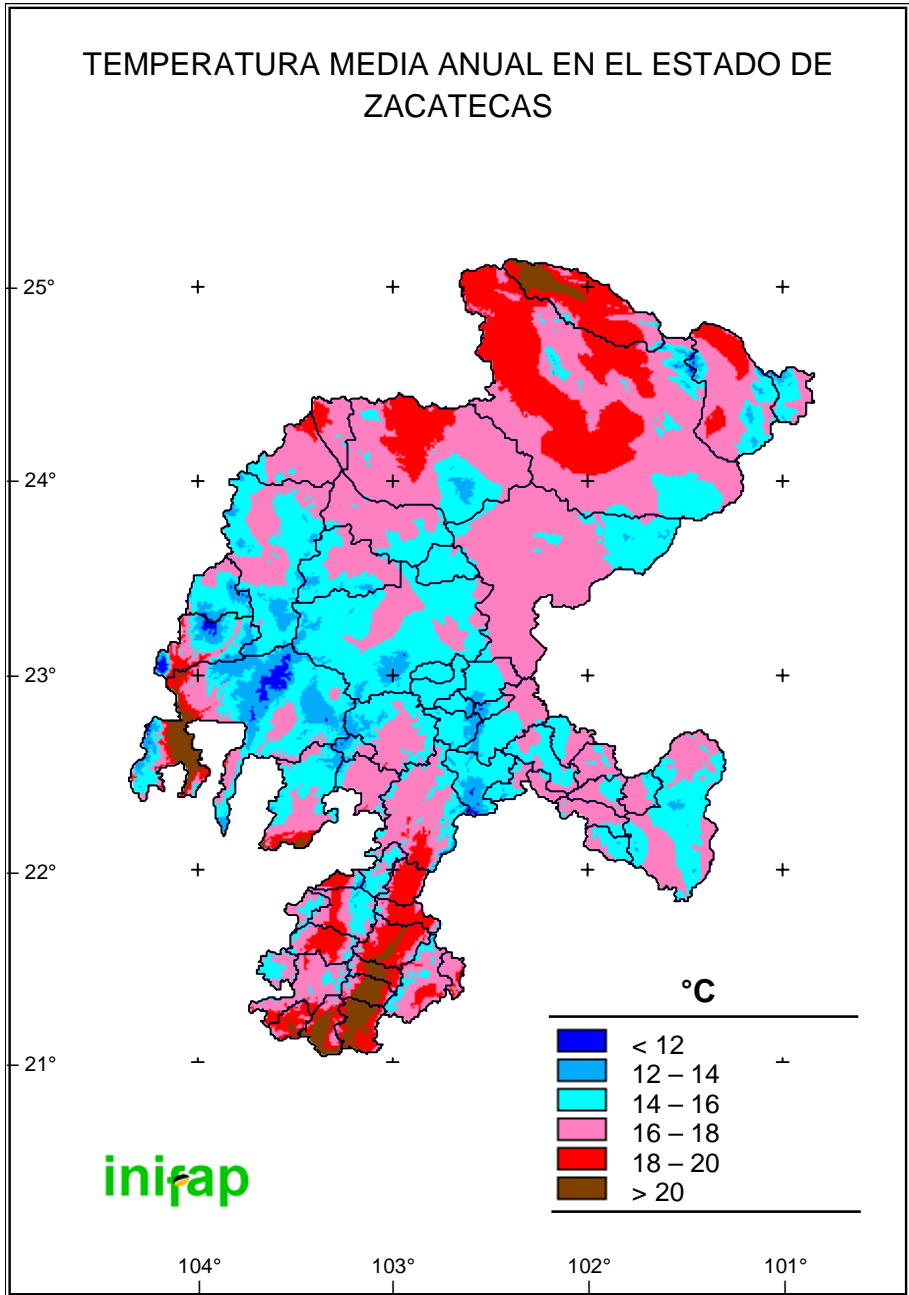 TEMPERATURA MEDIA ANUAL EN EL ESTADO DE
ZACATECAS
25°
24°
23°
22°
21°
°C
< 12
12 – 14
14 – 16
16 – 18
18 – 20
> 20
inifap
104° 103° 102° 101°